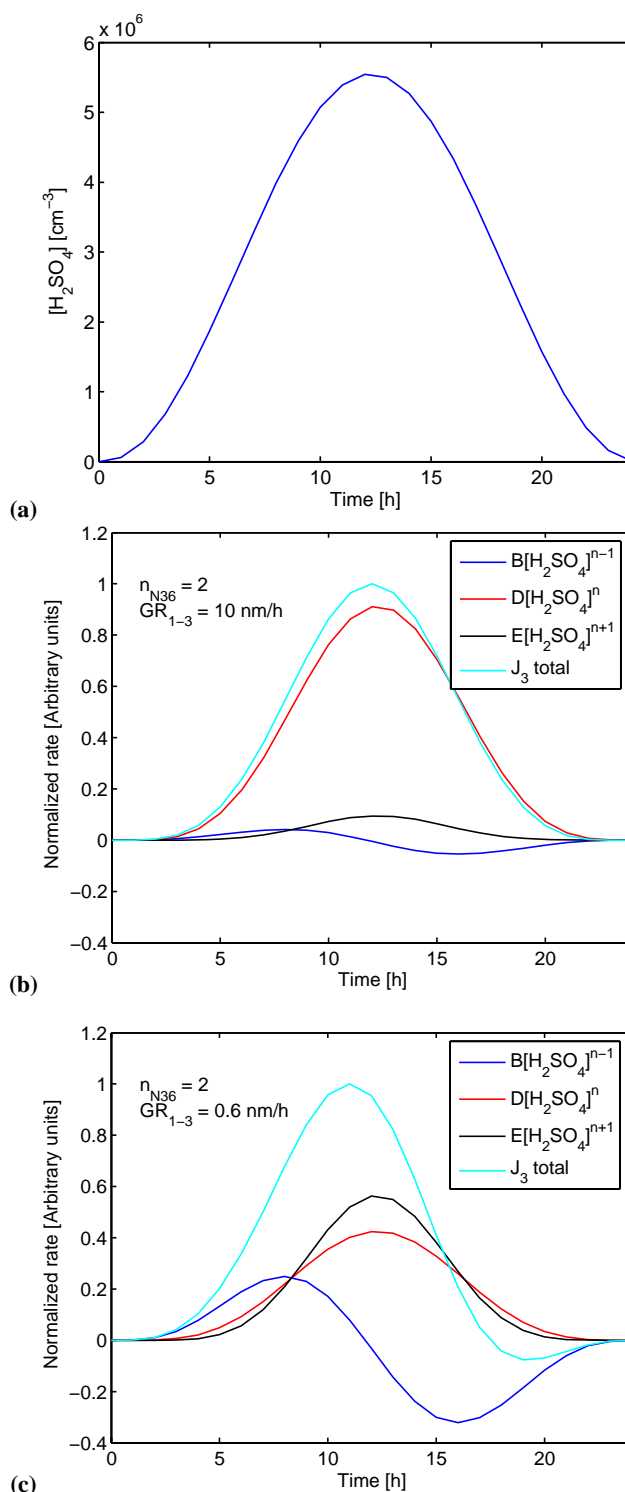 × 10⁶
6
5
4
3
2
1
0
[H₂SO₄] [cm⁻³]
0 5 10 15 20
Time [h]
(a)
1.2
1
0.8
0.6
0.4
0.2
0
−0.2
−0.4
Normalized rate [Arbitrary units]
n_N36 = 2
GR₁₋₃ = 10 nm/h
B[H₂SO₄]ⁿ⁻¹
D[H₂SO₄]ⁿ
E[H₂SO₄]ⁿ⁺¹
J₃ total
0 5 10 15 20
Time [h]
(b)
1.2
1
0.8
0.6
0.4
0.2
0
−0.2
−0.4
Normalized rate [Arbitrary units]
n_N36 = 2
GR₁₋₃ = 0.6 nm/h
B[H₂SO₄]ⁿ⁻¹
D[H₂SO₄]ⁿ
E[H₂SO₄]ⁿ⁺¹
J₃ total
0 5 10 15 20
Time [h]
(c)